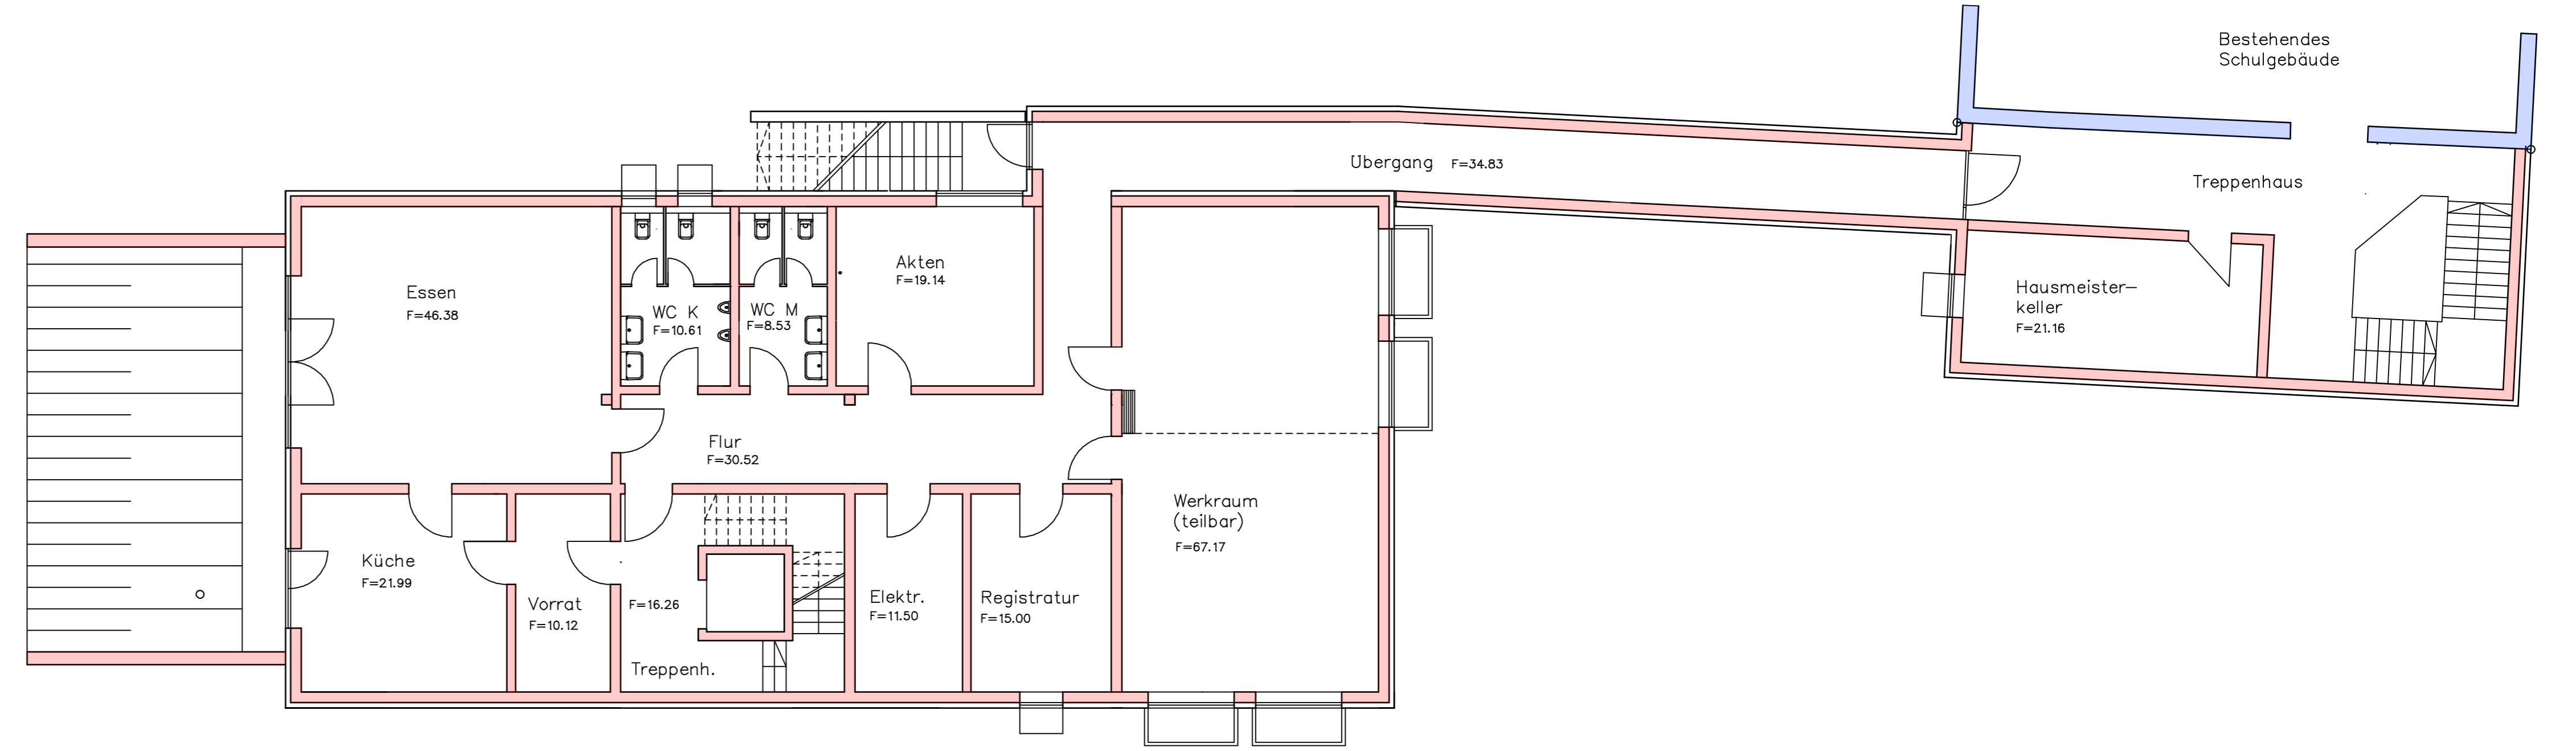 Bestehendes
Schulgebäude
Übergang F=34.83
Treppenhaus
Hausmeister-
keller
F=21.16
Essen
F=46.38
WC K
F=10.61
WC M
F=8.53
Akten
F=19.14
Flur
F=30.52
Werkraum
(teilbar)
F=67.17
Küche
F=21.99
Vorrat
F=10.12
F=16.26
Treppenh.
Elektr.
F=11.50
Registratur
F=15.00